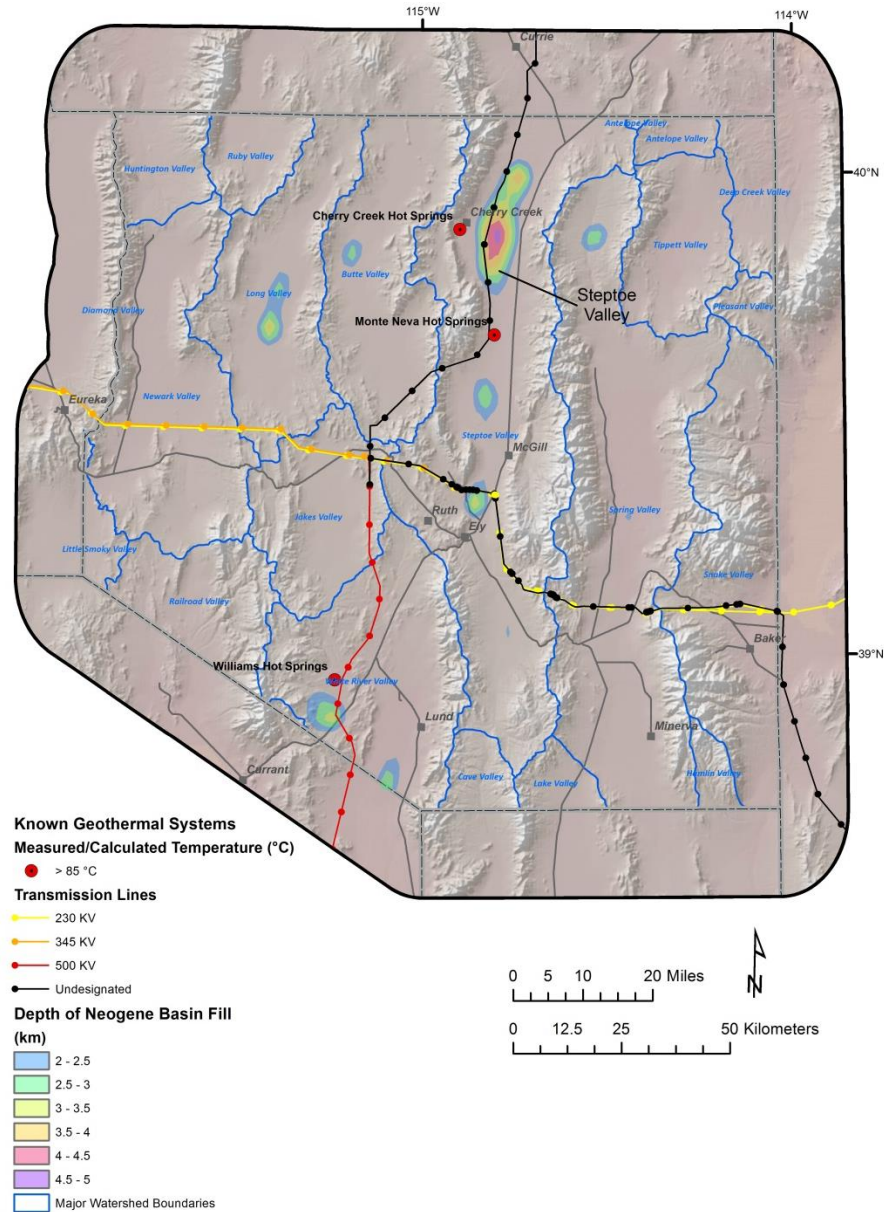 115°W
114°W
Currie
Antelope Valley
Antelope Valley
Ruby Valley
Huntington Valley
40°N
Deep Creek Valley
Cherry Creek Hot Springs
Cherry Creek
Tippett Valley
Butte Valley
Long Valley
Steptoe
Valley
Pleasant Valley
Diamond Valley
Monte Neva Hot Springs
Newark Valley
Eureka
Steptoe Valley
McGill
Ruth
Ely
Jakes Valley
Spring Valley
Little Smoky Valley
Snake Valley
Railroad Valley
Baker
39°N
Williams Hot Springs
White River Valley
Lund
Minerva
Currant
Cave Valley
Lake Valley
Hamlin Valley
Known Geothermal Systems
Measured/Calculated Temperature (°C)
> 85 °C
Transmission Lines
230 KV
345 KV
500 KV
Undesignated
Depth of Neogene Basin Fill
(km)
2 - 2.5
2.5 - 3
3 - 3.5
3.5 - 4
4 - 4.5
4.5 - 5
Major Watershed Boundaries
N
0 5 10 20 Miles
0 12.5 25 50 Kilometers